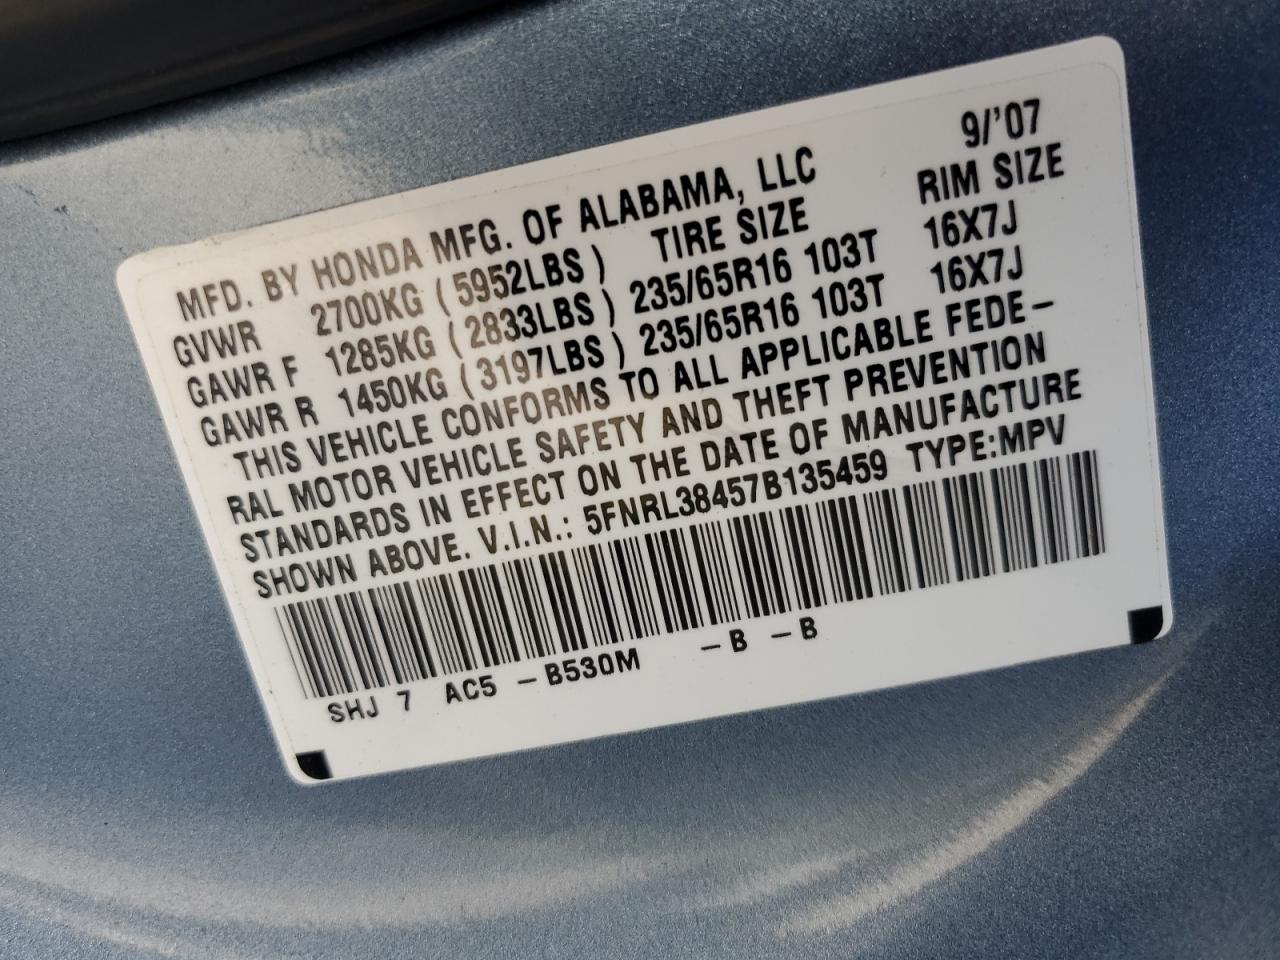 9/'07
MFD. BY HONDA MFG. OF ALABAMA, LLC
GVWR 2700KG ( 5952LBS ) TIRE SIZE RIM SIZE
GAWR F 1285KG ( 2833LBS ) 235/65R16 103T 16X7J
GAWR R 1450KG ( 3197LBS ) 235/65R16 103T 16X7J
THIS VEHICLE CONFORMS TO ALL APPLICABLE FEDE-
RAL MOTOR VEHICLE SAFETY AND THEFT PREVENTION
STANDARDS IN EFFECT ON THE DATE OF MANUFACTURE
SHOWN ABOVE. V.I.N.: 5FNRL38457B135459 TYPE:MPV
SHJ 7 AC5 -B530M -B -B